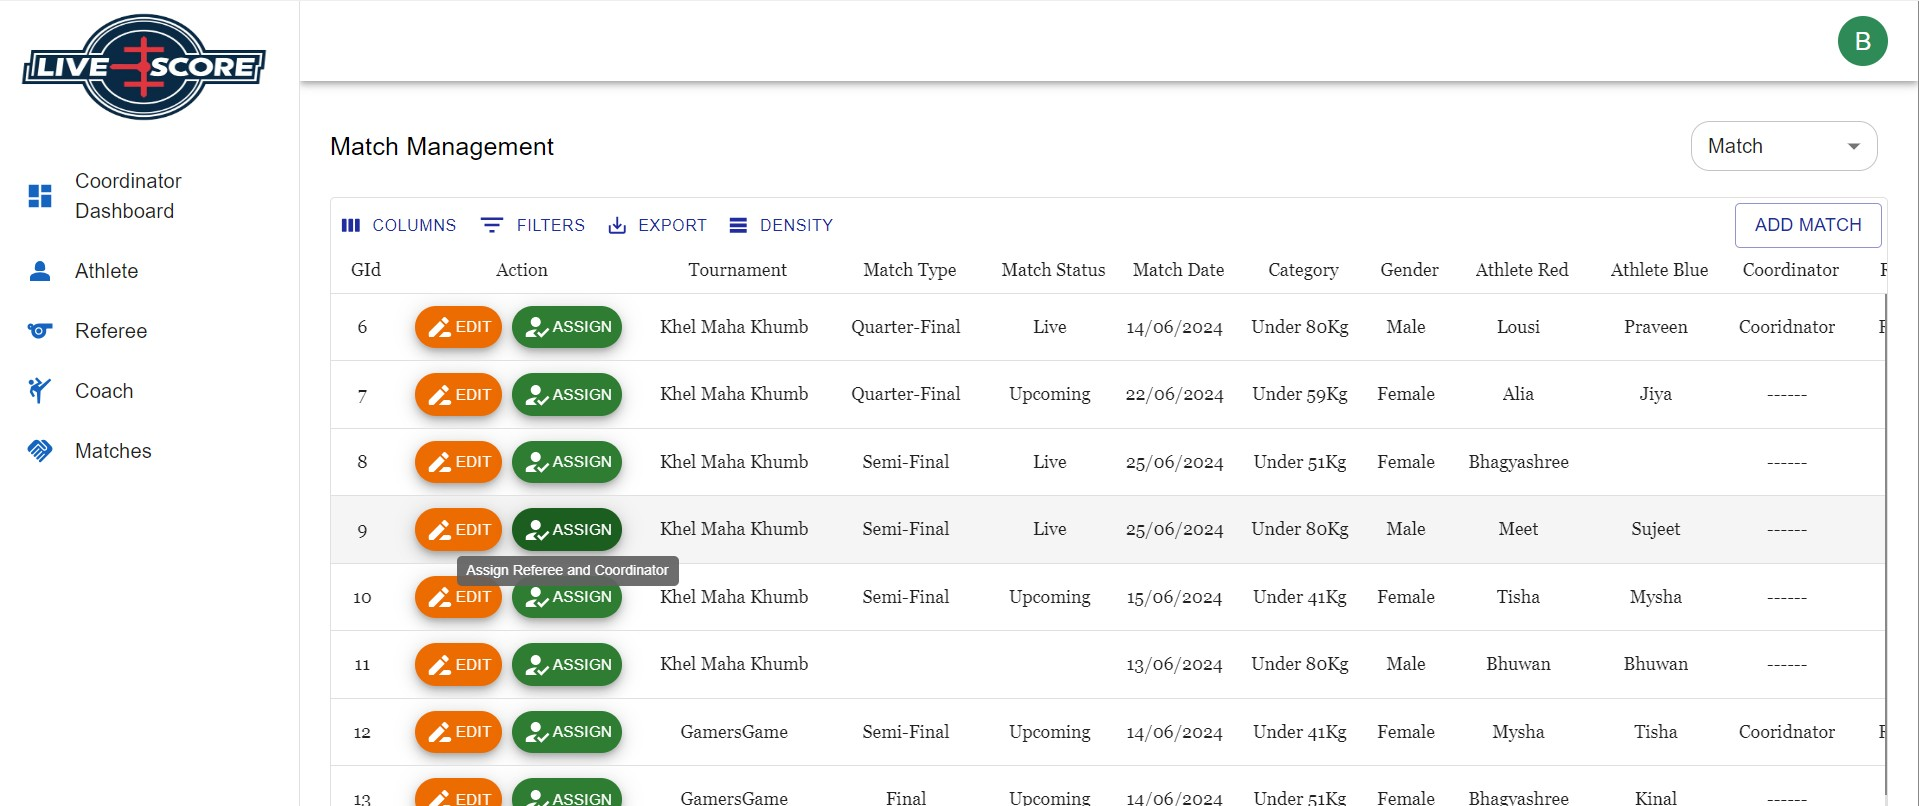 LIVE SCORE
B
Coordinator
Dashboard
Athlete
Referee
Coach
Matches
Match Management
Match
COLUMNS FILTERS EXPORT DENSITY ADD MATCH
GId Action Tournament Match Type Match Status Match Date Category Gender Athlete Red Athlete Blue Coordinator
6 EDIT ASSIGN Khel Maha Khumb Quarter-Final Live 14/06/2024 Under 80Kg Male Lousi Praveen Cooridnator
7 EDIT ASSIGN Khel Maha Khumb Quarter-Final Upcoming 22/06/2024 Under 59Kg Female Alia Jiya ------
8 EDIT ASSIGN Khel Maha Khumb Semi-Final Live 25/06/2024 Under 51Kg Female Bhagyashree ------
9 EDIT ASSIGN Khel Maha Khumb Semi-Final Live 25/06/2024 Under 80Kg Male Meet Sujeet ------
Assign Referee and Coordinator
10 EDIT ASSIGN Khel Maha Khumb Semi-Final Upcoming 15/06/2024 Under 41Kg Female Tisha Mysha ------
11 EDIT ASSIGN Khel Maha Khumb 13/06/2024 Under 80Kg Male Bhuwan Bhuwan ------
12 EDIT ASSIGN GamersGame Semi-Final Upcoming 14/06/2024 Under 41Kg Female Mysha Tisha Cooridnator
13 EDIT ASSIGN GamersGame Final Upcoming 14/06/2024 Under 51Kg Female Bhagyashree Kinal ------